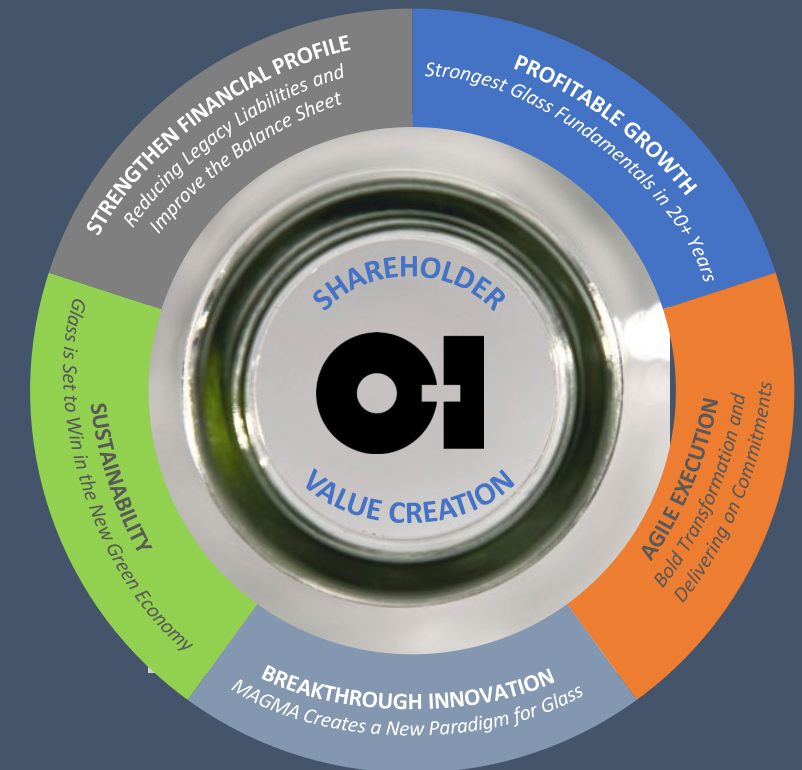 STRENGTHEN FINANCIAL PROFILE
Reducing Legacy Liabilities and
Improve the Balance Sheet
PROFITABLE GROWTH
Strongest Glass Fundamentals in 20+ Years
AGILE EXECUTION
Bold Transformation and
Delivering on Commitments
BREAKTHROUGH INNOVATION
MAGMA Creates a New Paradigm for Glass
SUSTAINABILITY
Glass is Set to Win in the New Green Economy
SHAREHOLDER
O-I
VALUE CREATION